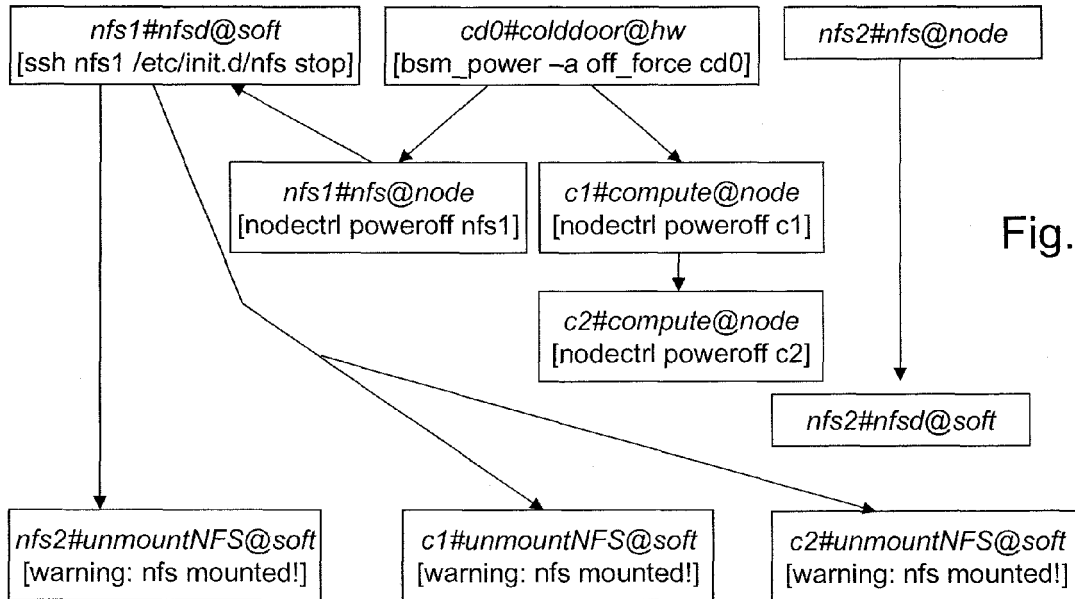 nfs1#nfsd@soft
[ssh nfs1 /etc/init.d/nfs stop]
cd0#colddoor@hw
[bsm_power –a off_force cd0]
nfs2#nfs@node
nfs1#nfs@node
[nodectrl poweroff nfs1]
c1#compute@node
[nodectrl poweroff c1]
Fig.
c2#compute@node
[nodectrl poweroff c2]
nfs2#nfsd@soft
nfs2#unmountNFS@soft
[warning: nfs mounted!]
c1#unmountNFS@soft
[warning: nfs mounted!]
c2#unmountNFS@soft
[warning: nfs mounted!]